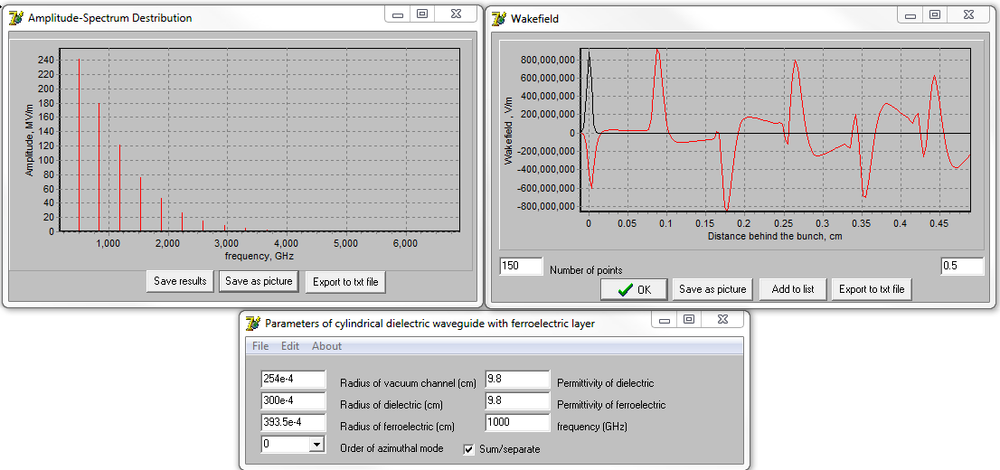 Amplitude-Spectrum Destribution
240
220
200
180
160
140
120
100
80
60
40
20
0
Amplitude, MV/m
1,000 2,000 3,000 4,000 5,000 6,000
frequency, GHz
Save results Save as picture Export to txt file
Wakefield
800,000,000
600,000,000
400,000,000
200,000,000
0
-200,000,000
-400,000,000
-600,000,000
-800,000,000
Wakefield , V/m
0 0.05 0.1 0.15 0.2 0.25 0.3 0.35 0.4 0.45
Distance behind the bunch, cm
150 Number of points 0.5
OK Save as picture Add to list Export to txt file
Parameters of cylindrical dielectric waveguide with ferroelectric layer
File Edit About
254e-4 Radius of vacuum channel (cm) 9.8 Permittivity of dielectric
300e-4 Radius of dielectric (cm) 9.8 Permittivity of ferroelectric
393.5e-4 Radius of ferroelectric (cm) 1000 frequency (GHz)
0 Order of azimuthal mode Sum/separate